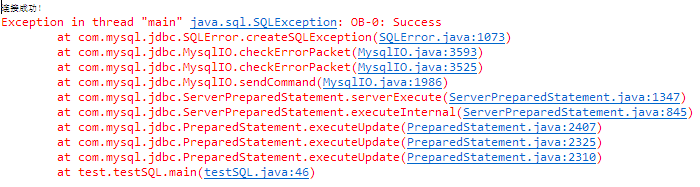 连接成功!
Exception in thread "main" java.sql.SQLException: OB-0: Success
at com.mysql.jdbc.SQLError.createSQLException(SQLError.java:1073)
at com.mysql.jdbc.MysqlIO.checkErrorPacket(MysqlIO.java:3593)
at com.mysql.jdbc.MysqlIO.checkErrorPacket(MysqlIO.java:3525)
at com.mysql.jdbc.MysqlIO.sendCommand(MysqlIO.java:1986)
at com.mysql.jdbc.ServerPreparedStatement.serverExecute(ServerPreparedStatement.java:1347)
at com.mysql.jdbc.ServerPreparedStatement.executeInternal(ServerPreparedStatement.java:845)
at com.mysql.jdbc.PreparedStatement.executeUpdate(PreparedStatement.java:2407)
at com.mysql.jdbc.PreparedStatement.executeUpdate(PreparedStatement.java:2325)
at com.mysql.jdbc.PreparedStatement.executeUpdate(PreparedStatement.java:2310)
at test.testSQL.main(testSQL.java:46)